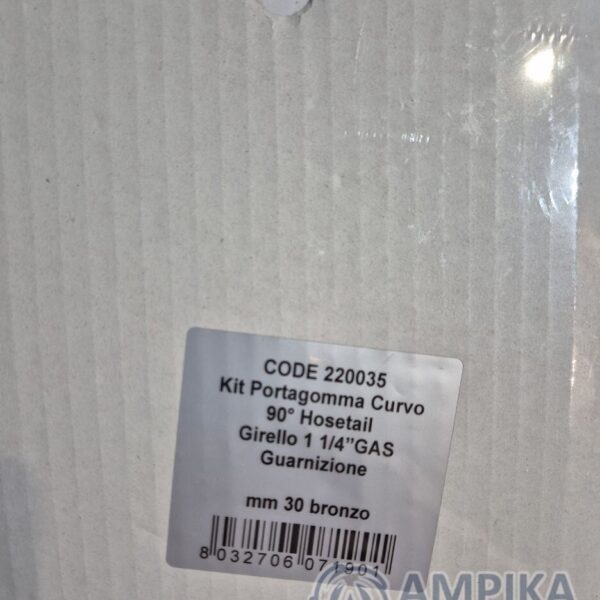 CODE 220035
Kit Portagomma Curvo
90° Hosetail
Girello 1 1/4”GAS
Guarnizione
mm 30 bronzo
8 032706 071901
AMPIKA